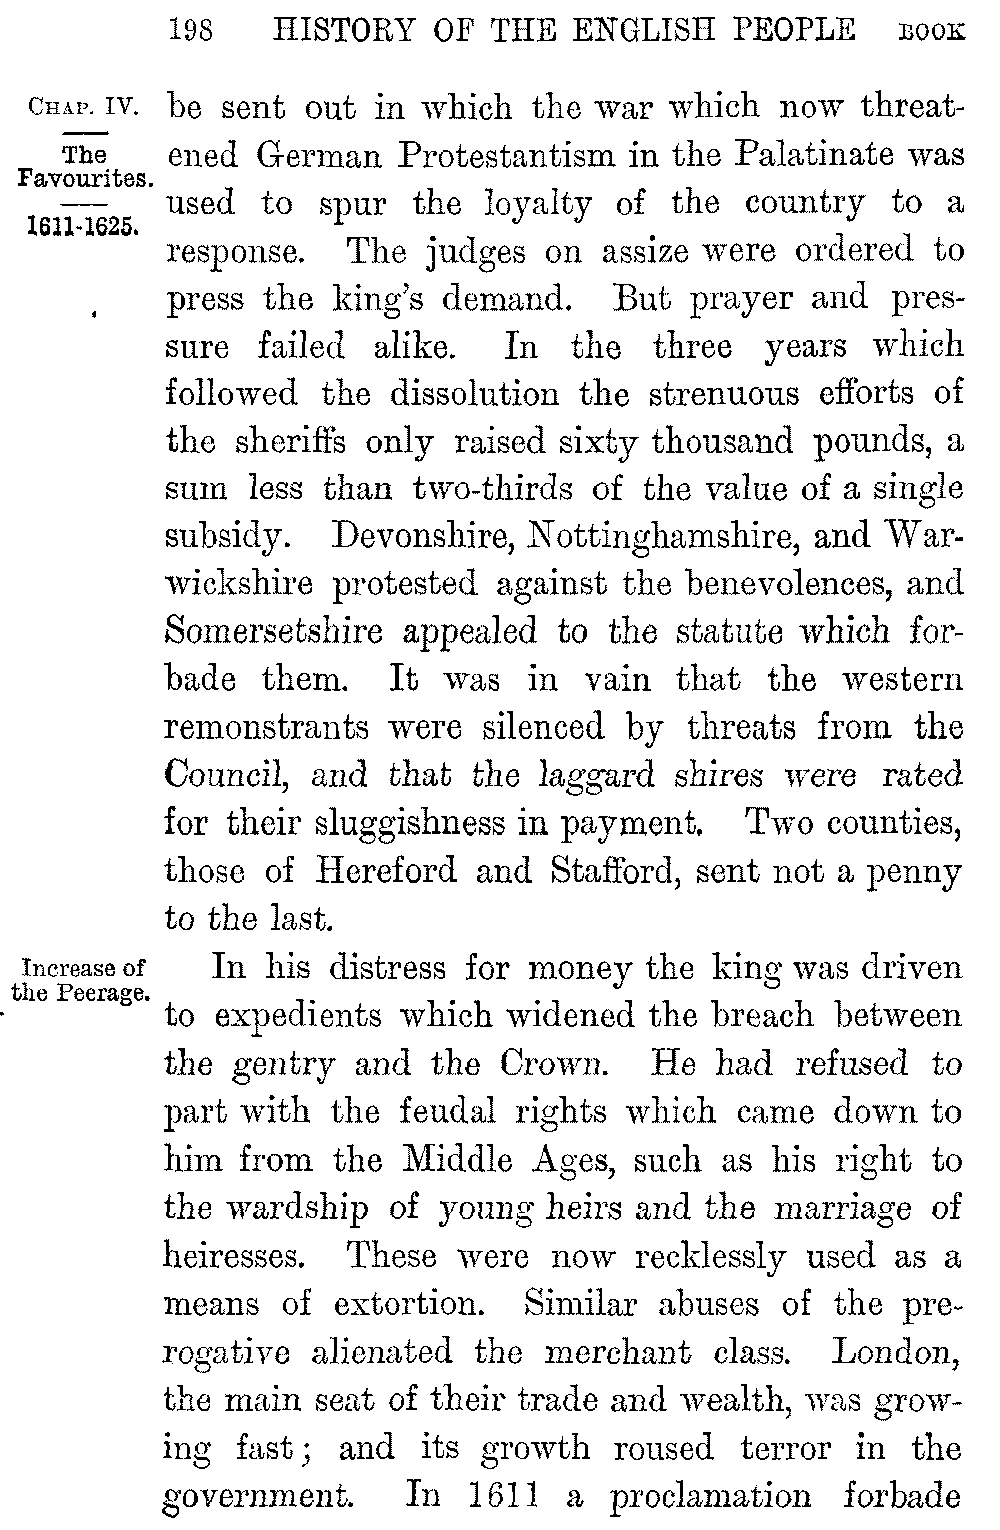 198 HISTORY OF THE ENGLISH PEOPLE BOOK
CHAP. IV.
The
Favourites.
1611-1625.
be sent out in which the war which now threat-
ened German Protestantism in the Palatinate was
used to spur the loyalty of the country to a
response. The judges on assize were ordered to
press the king's demand. But prayer and pres-
sure failed alike. In the three years which
followed the dissolution the strenuous efforts of
the sheriffs only raised sixty thousand pounds, a
sum less than two-thirds of the value of a single
subsidy. Devonshire, Nottinghamshire, and War-
wickshire protested against the benevolences, and
Somersetshire appealed to the statute which for-
bade them. It was in vain that the western
remonstrants were silenced by threats from the
Council, and that the laggard shires were rated
for their sluggishness in payment. Two counties,
those of Hereford and Stafford, sent not a penny
to the last.
Increase of
the Peerage.
In his distress for money the king was driven
to expedients which widened the breach between
the gentry and the Crown. He had refused to
part with the feudal rights which came down to
him from the Middle Ages, such as his right to
the wardship of young heirs and the marriage of
heiresses. These were now recklessly used as a
means of extortion. Similar abuses of the pre-
rogative alienated the merchant class. London,
the main seat of their trade and wealth, was grow-
ing fast; and its growth roused terror in the
government. In 1611 a proclamation forbade